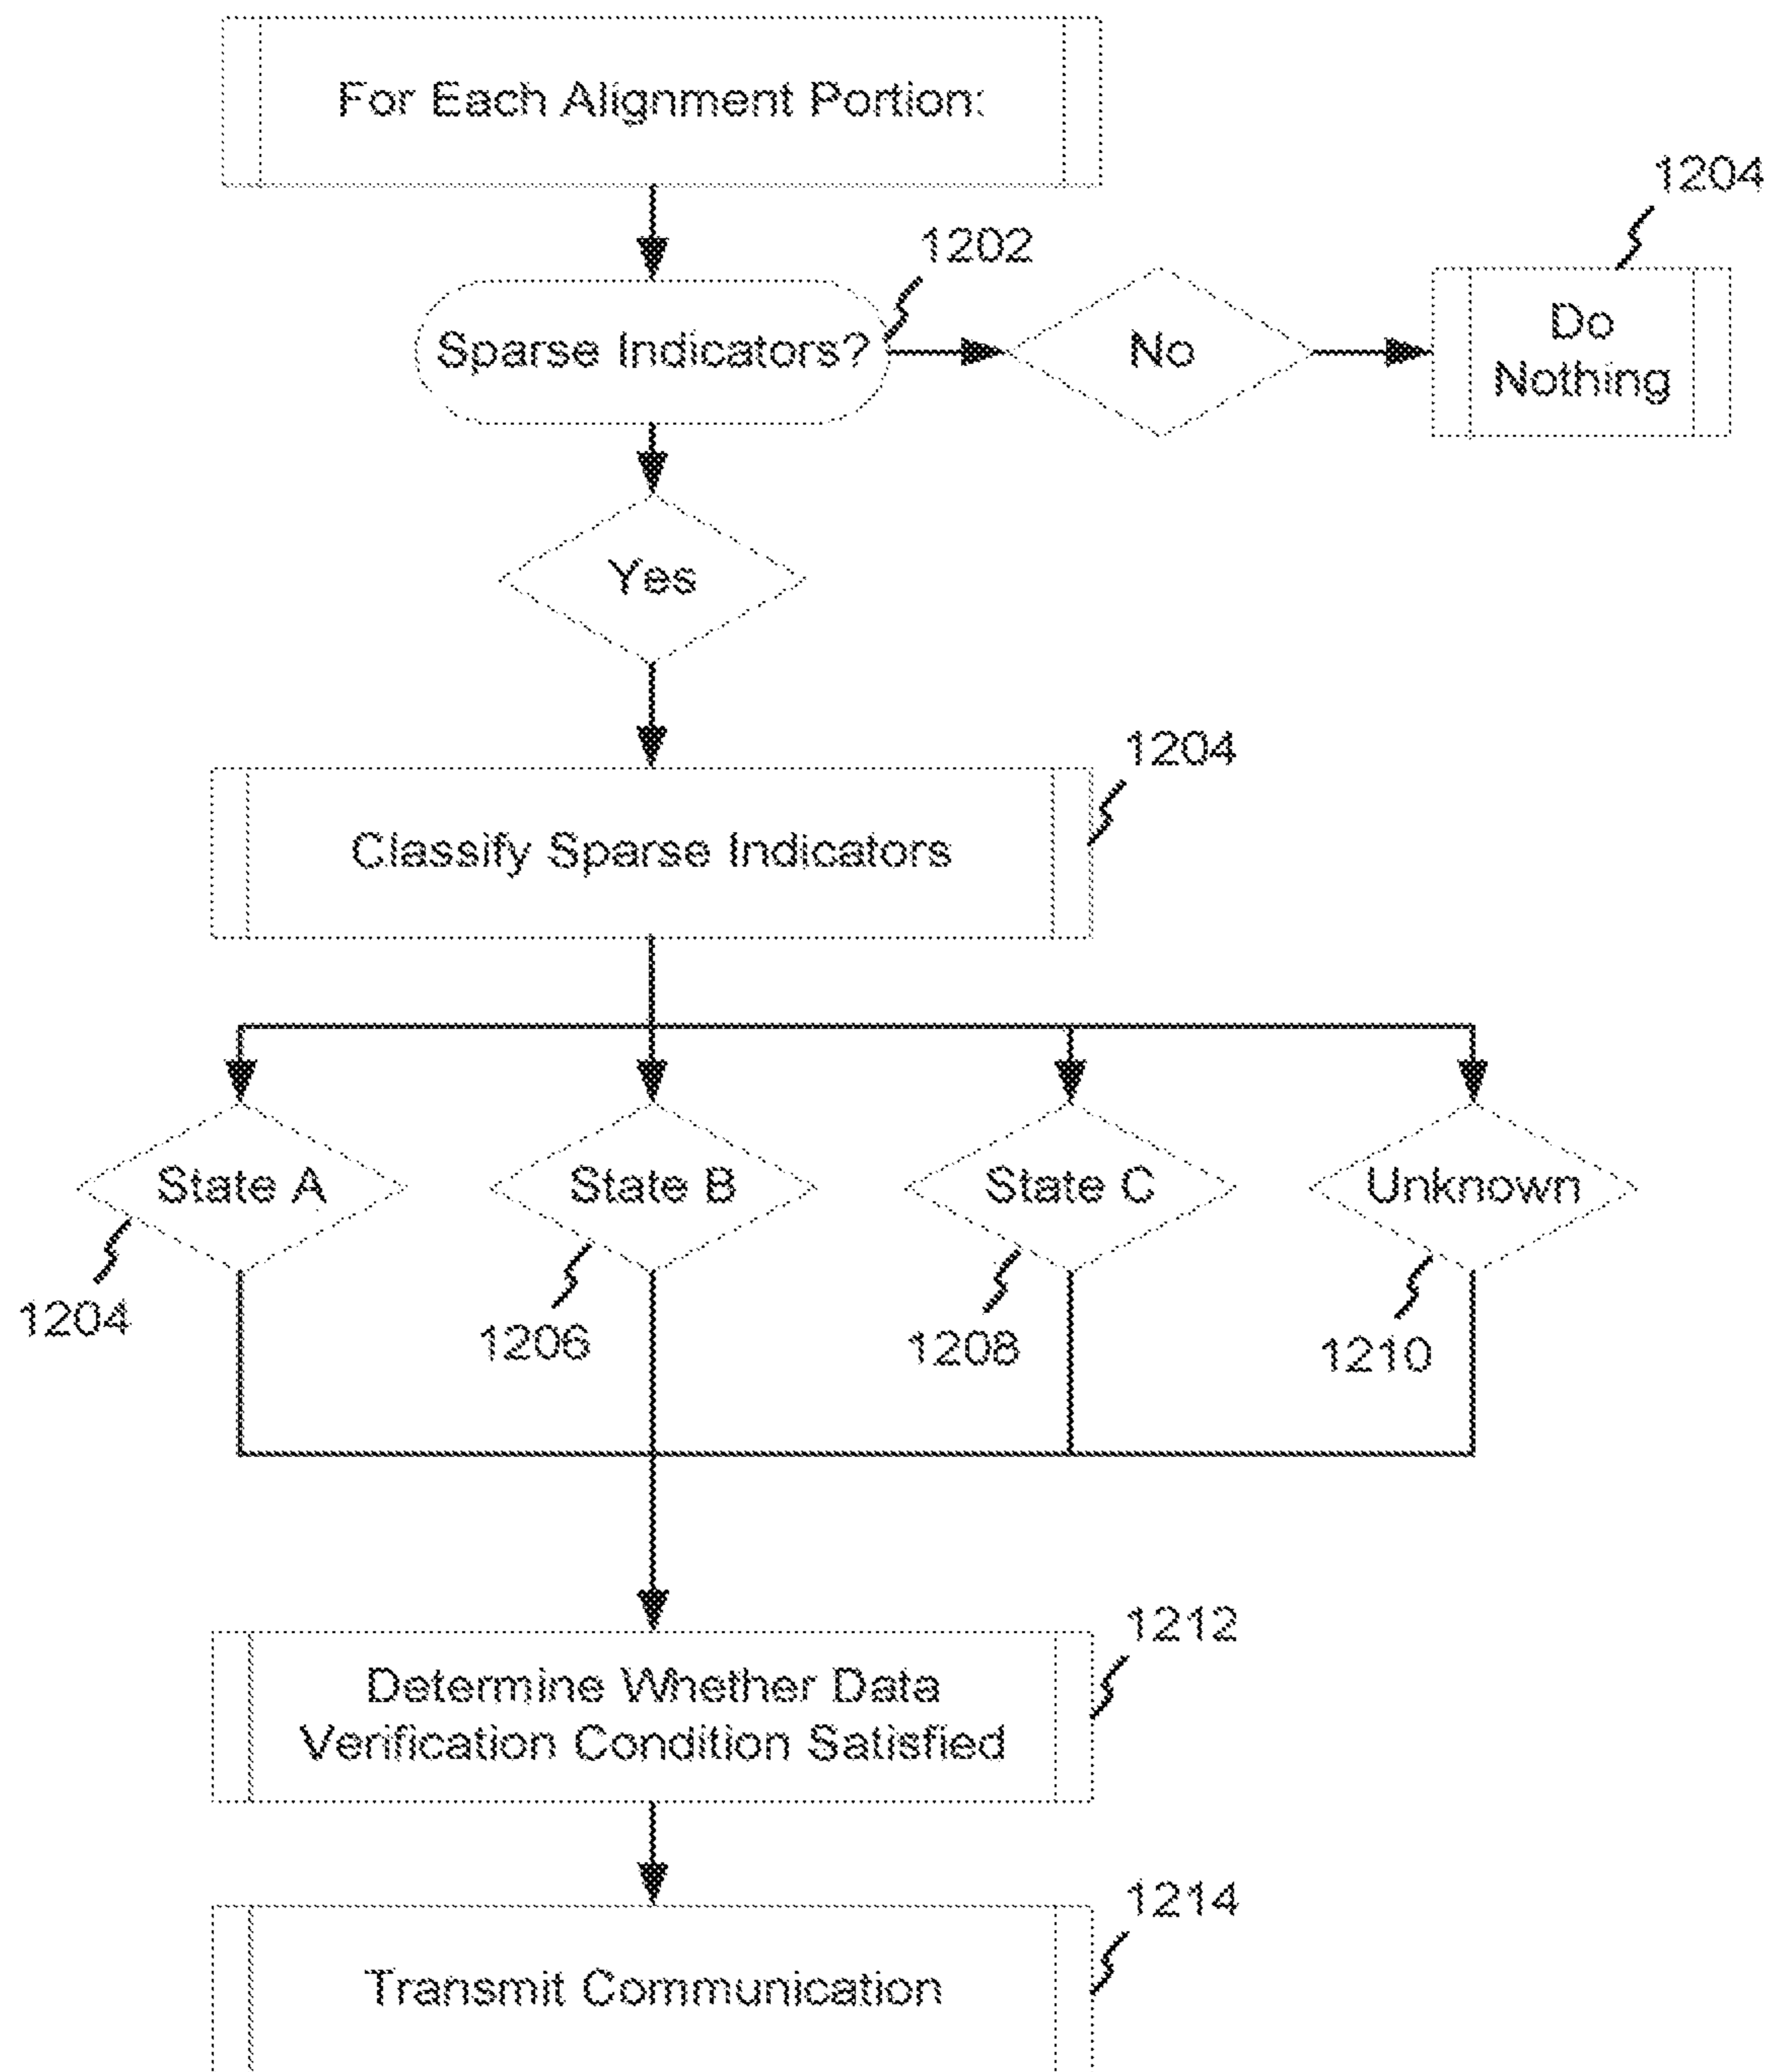 For Each Alignment Portion:
1204
1202
Sparse Indicators?
No
Do
Nothing
Yes
1204
Classify Sparse Indicators
State A
State B
State C
Unknown
1204
1206
1208
1210
1212
Determine Whether Data
Verification Condition Satisfied
1214
Transmit Communication